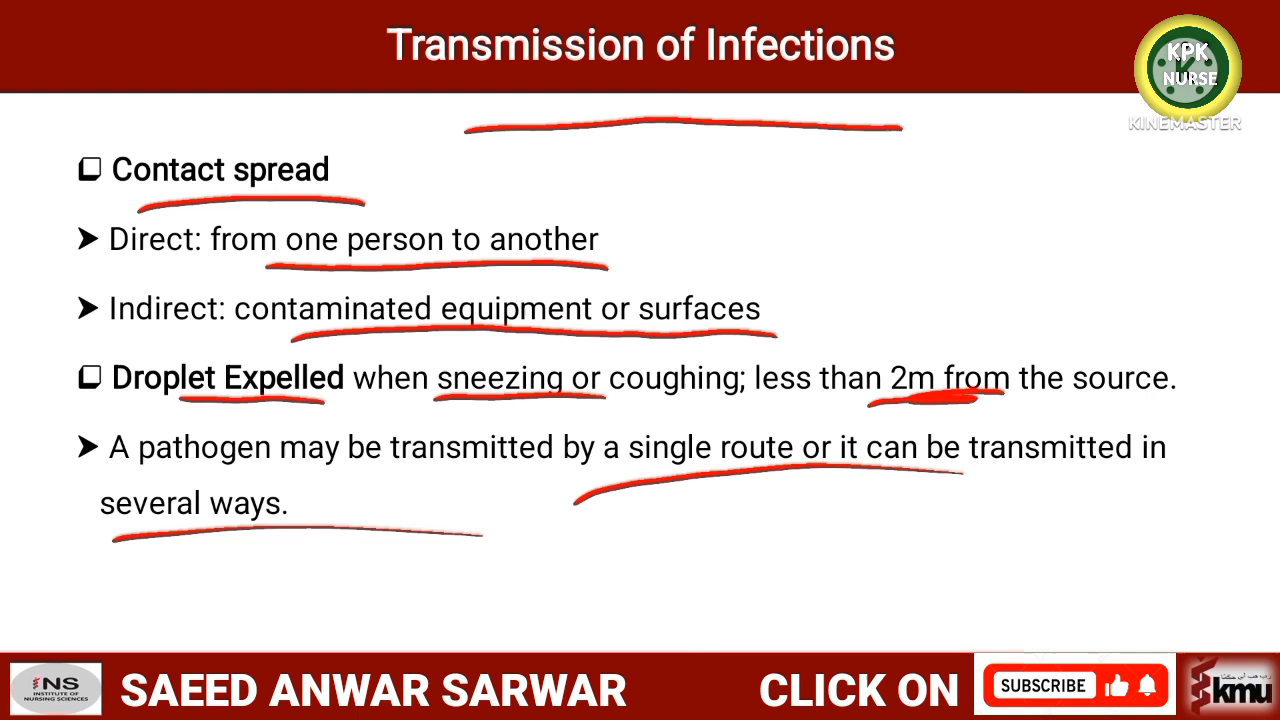 Transmission of Infections
KPK
NURSE
KINEMASTER
Contact spread
Direct: from one person to another
Indirect: contaminated equipment or surfaces
Droplet Expelled when sneezing or coughing; less than 2m from the source.
A pathogen may be transmitted by a single route or it can be transmitted in
several ways.
INS
INSTITUTE OF
NURSING SCIENCES
SAEED ANWAR SARWAR
CLICK ON
SUBSCRIBE
kmu